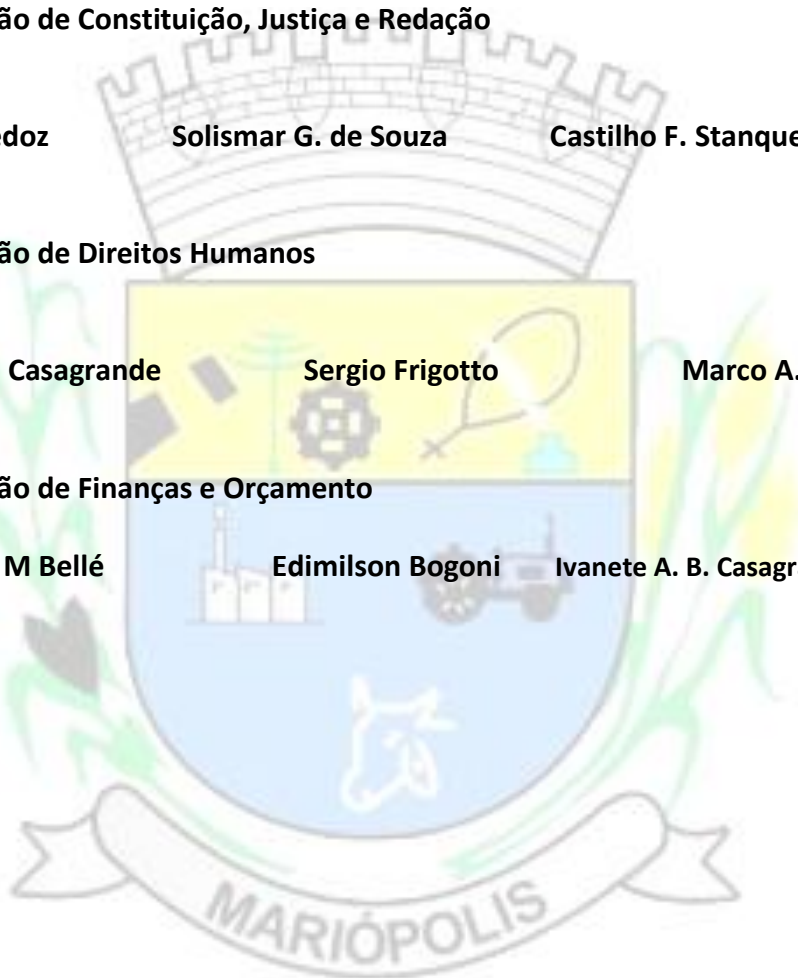 ão de Constituição, Justiça e Redação
edoz Solismar G. de Souza Castilho F. Stanque
ão de Direitos Humanos
Casagrande Sergio Frigotto Marco A.
ão de Finanças e Orçamento
M Bellé Edimilson Bogoni Ivanete A. B. Casagra
MARIÓPOLIS